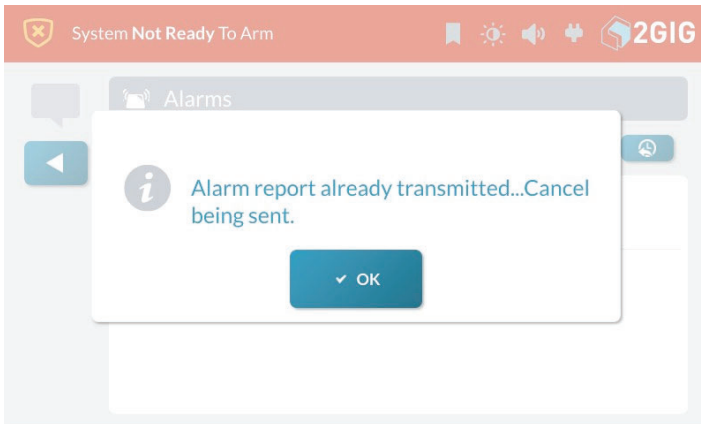 System Not Ready To Arm
2GIG
Alarms
Alarm report already transmitted...Cancel
being sent.
OK